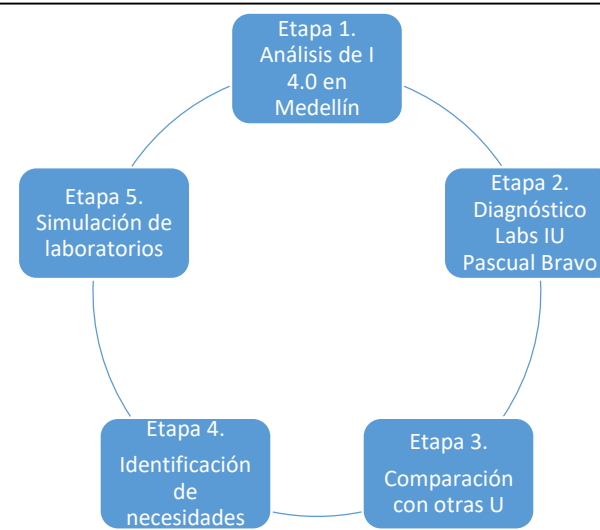 Etapa 1.
Análisis de I
4.0 en
Medellín
Etapa 2.
Diagnóstico
Labs IU
Pascual Bravo
Etapa 3.
Comparación
con otras U
Etapa 4.
Identificación
de
necesidades
Etapa 5.
Simulación de
laboratorios